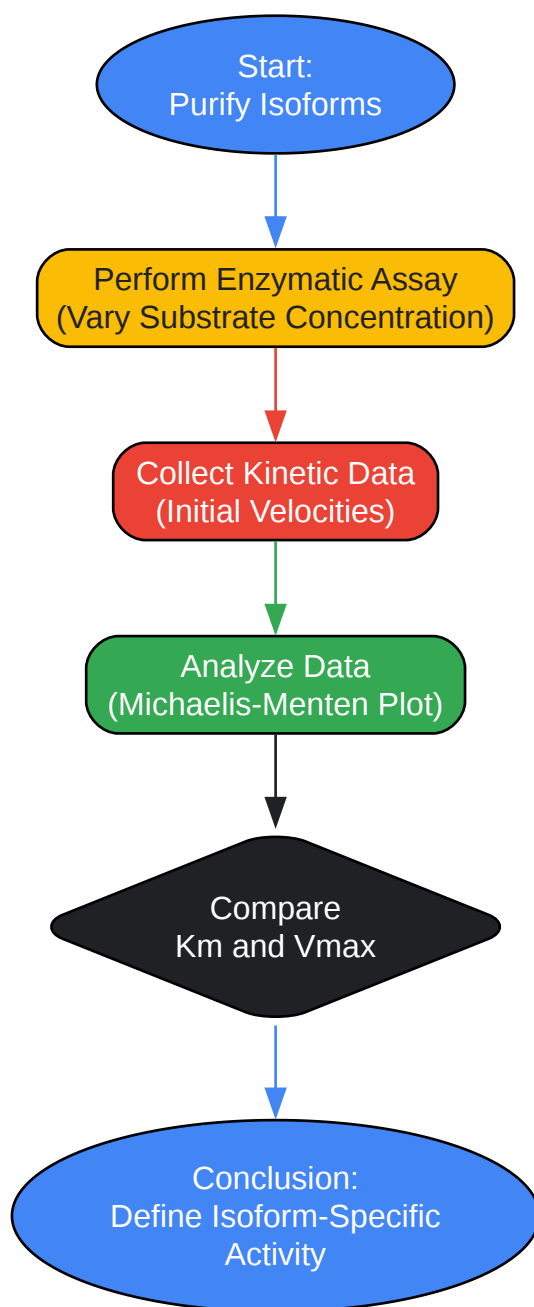 Start:
Purify Isoforms
Perform Enzymatic Assay
(Vary Substrate Concentration)
Collect Kinetic Data
(Initial Velocities)
Analyze Data
(Michaelis-Menten Plot)
Compare
Km and Vmax
Conclusion:
Define Isoform-Specific
Activity